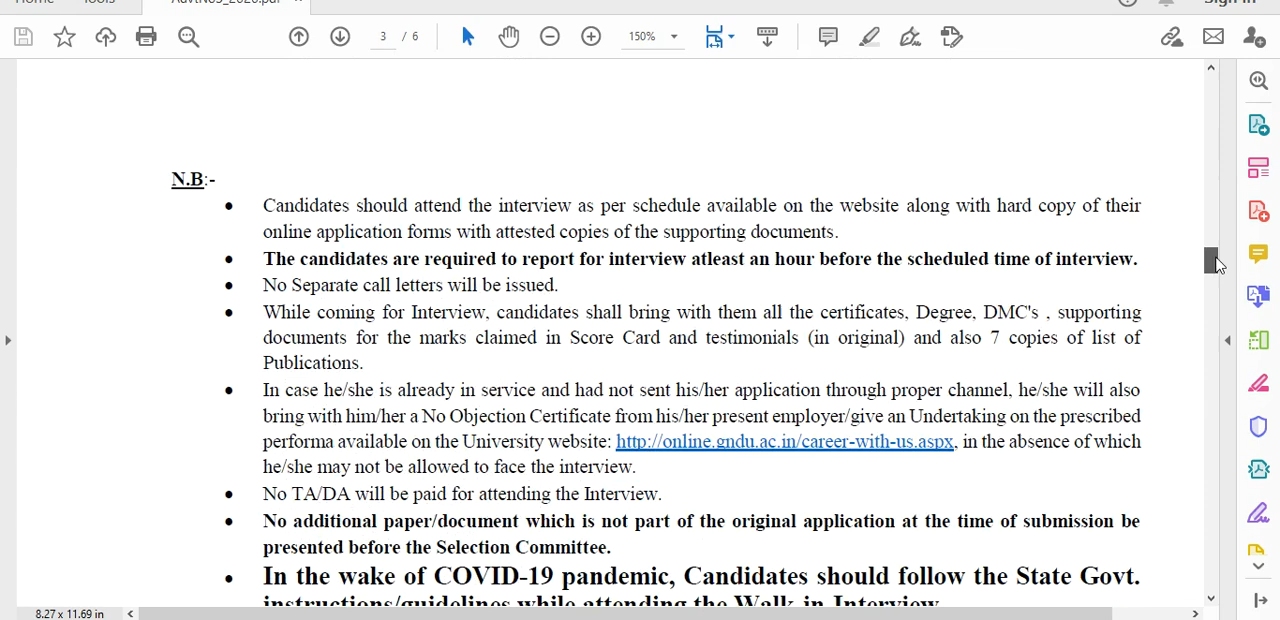 3 / 6
150%
N.B:-
• Candidates should attend the interview as per schedule available on the website along with hard copy of their
online application forms with attested copies of the supporting documents.
• The candidates are required to report for interview atleast an hour before the scheduled time of interview.
• No Separate call letters will be issued.
• While coming for Interview, candidates shall bring with them all the certificates, Degree, DMC's , supporting
documents for the marks claimed in Score Card and testimonials (in original) and also 7 copies of list of
Publications.
• In case he/she is already in service and had not sent his/her application through proper channel, he/she will also
bring with him/her a No Objection Certificate from his/her present employer/give an Undertaking on the prescribed
performa available on the University website: http://online.gndu.ac.in/career-with-us.aspx, in the absence of which
he/she may not be allowed to face the interview.
• No TA/DA will be paid for attending the Interview.
• No additional paper/document which is not part of the original application at the time of submission be
presented before the Selection Committee.
• In the wake of COVID-19 pandemic, Candidates should follow the State Govt.
instructions/guidelines while attending the Walk-in-Interview
8.27 x 11.69 in